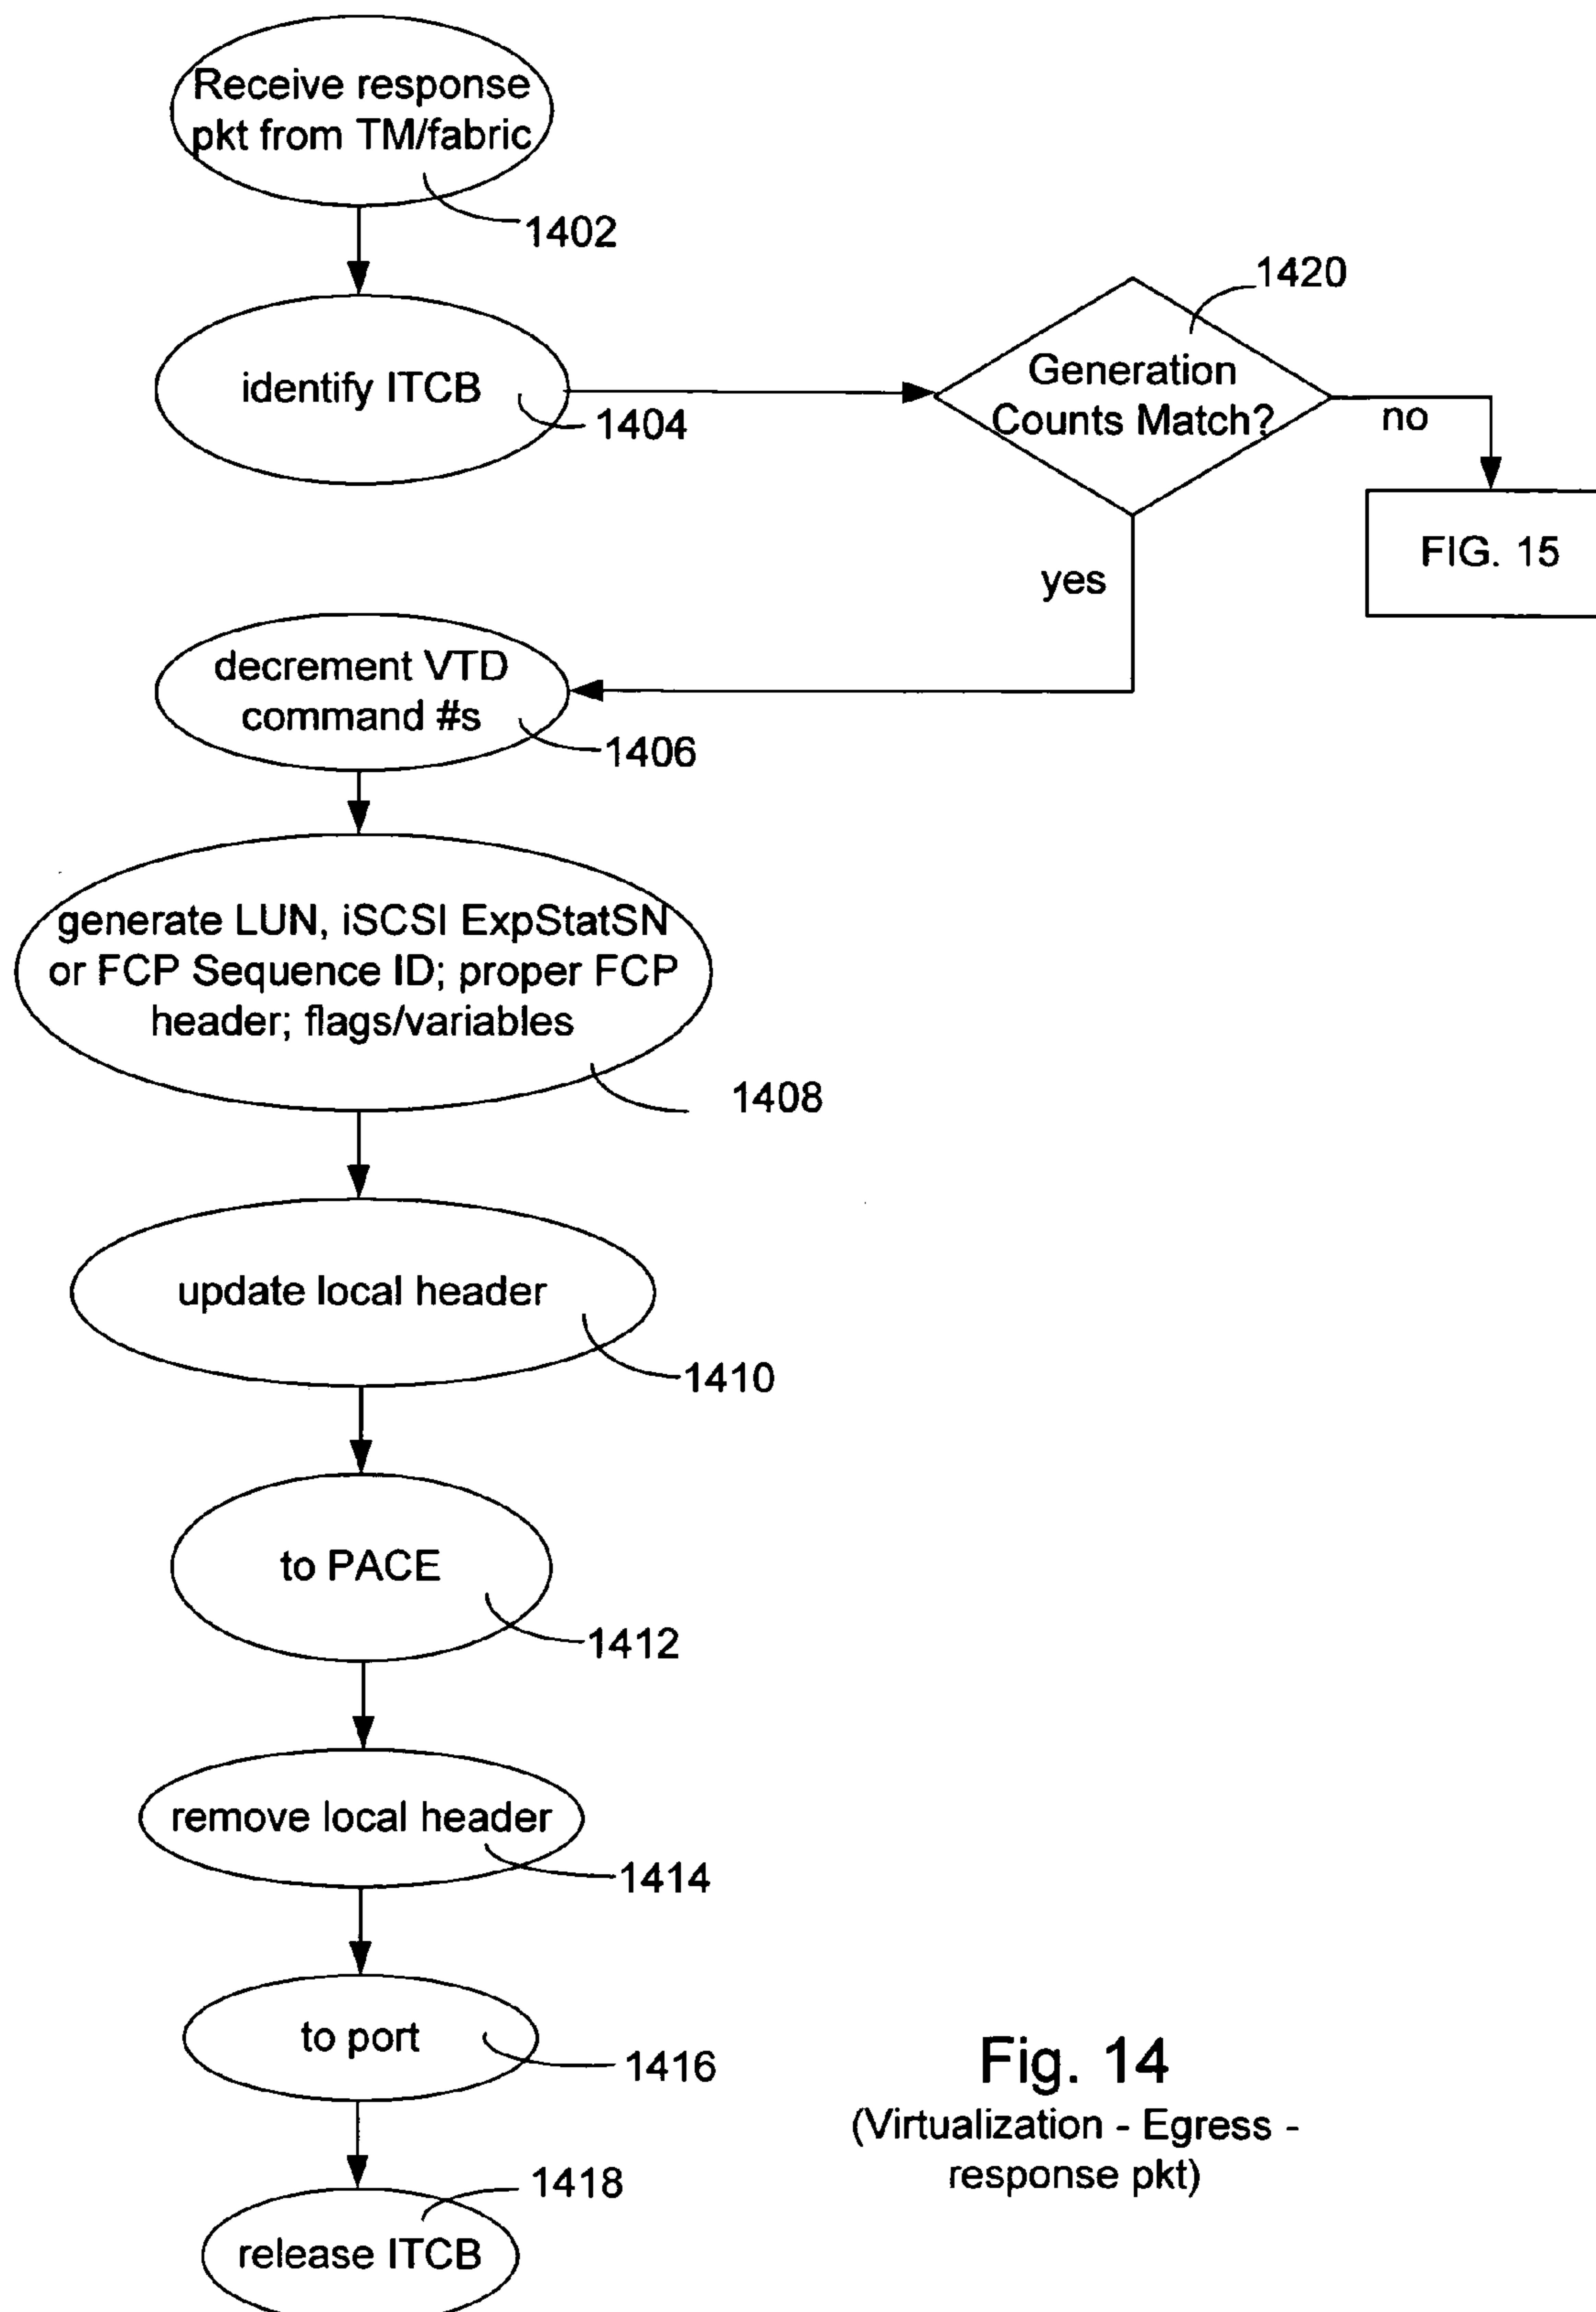 Receive response
pkt from TM/fabric
1402
identify ITCB
1404
1420
Generation
Counts Match?
no
yes
FIG. 15
decrement VTD
command #s
1406
generate LUN, iSCSI ExpStatSN
or FCP Sequence ID; proper FCP
header; flags/variables
1408
update local header
1410
to PACE
1412
remove local header
1414
to port
1416
1418
release ITCB
Fig. 14
(Virtualization - Egress -
response pkt)